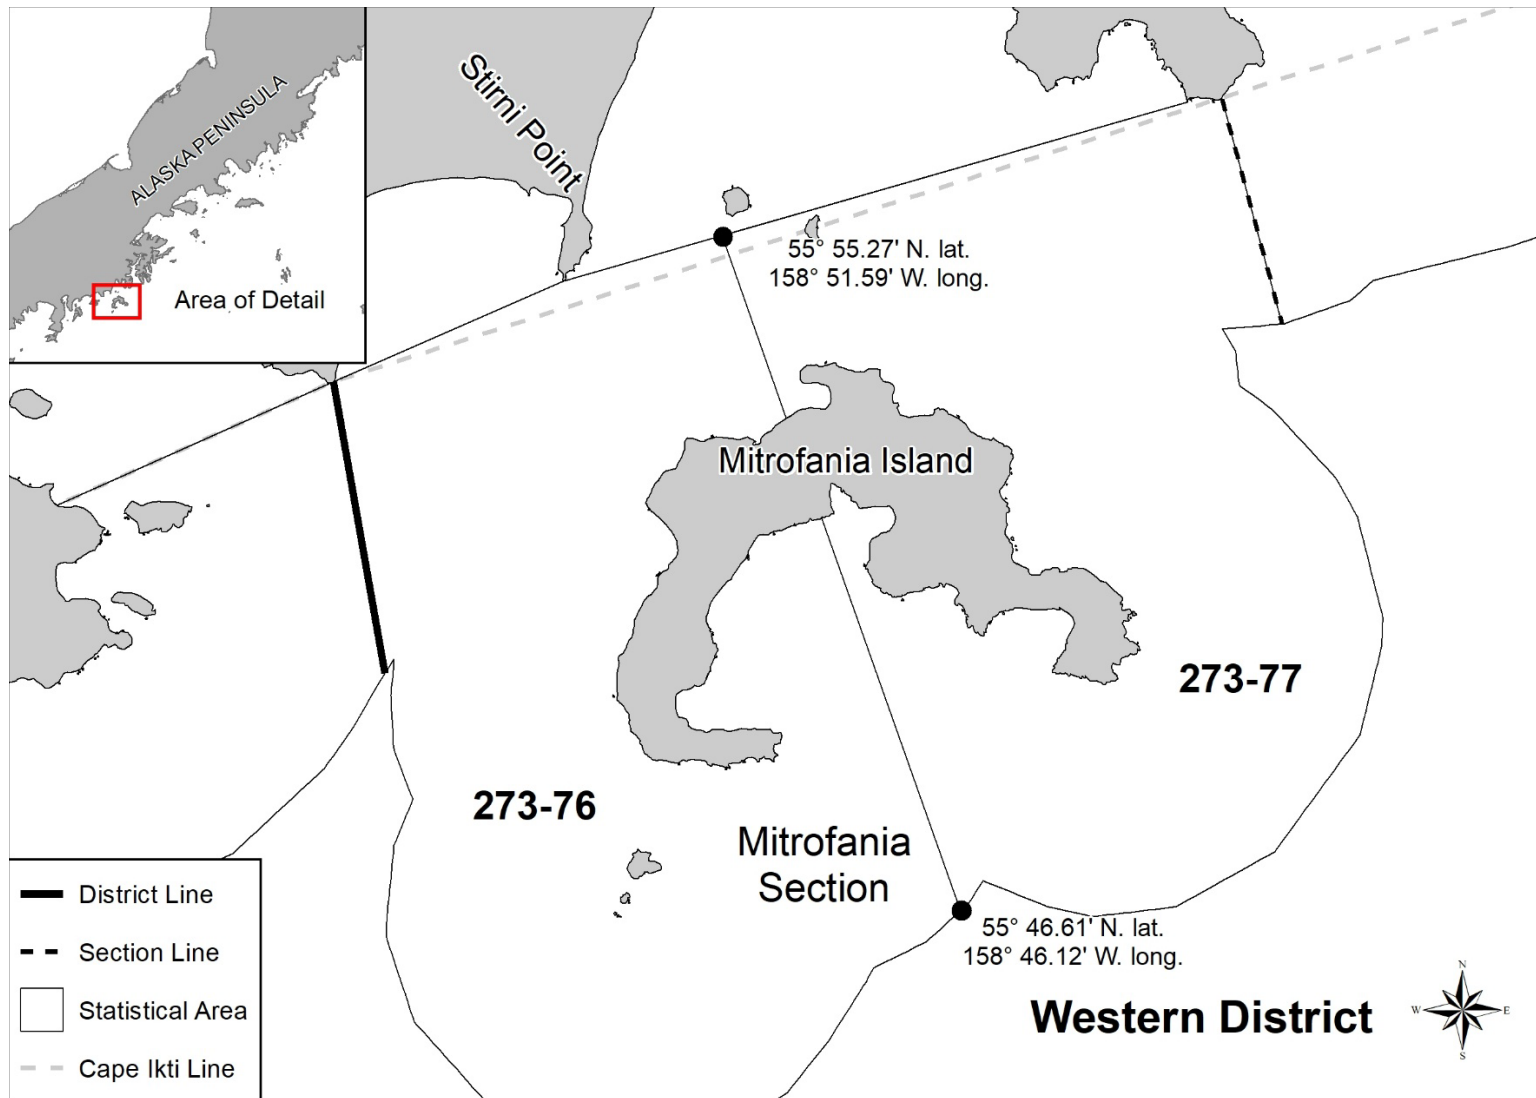 ALASKA PENINSULA
Area of Detail
Stirni Point
55° 55.27' N. lat.
158° 51.59' W. long.
Mitrofania Island
273-77
273-76
Mitrofania
Section
55° 46.61' N. lat.
158° 46.12' W. long.
Western District
N
W
E
S
District Line
Section Line
Statistical Area
Cape Ikti Line